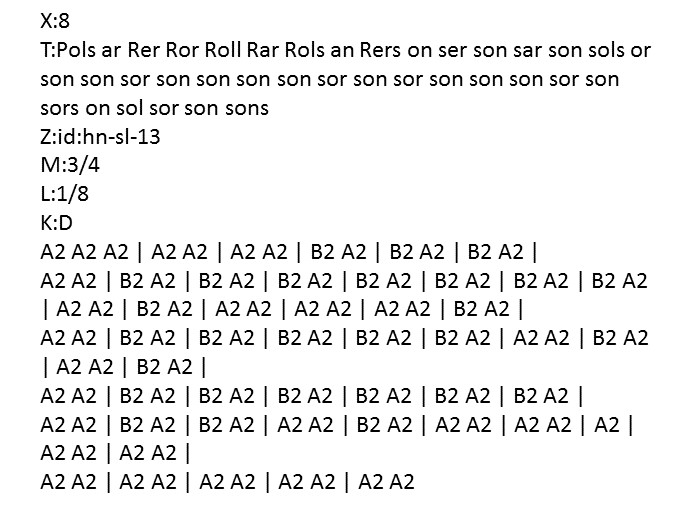 X:8
T:Pols ar Rer Ror Roll Rar Rols an Rers on ser son sar son sols or
son son sor son son son son sor son sor son son son sor son
sors on sol sor son sons
Z:id:hn-sl-13
M:3/4
L:1/8
K:D
A2 A2 A2 | A2 A2 | A2 A2 | B2 A2 | B2 A2 | B2 A2 |
A2 A2 | B2 A2 | B2 A2 | B2 A2 | B2 A2 | B2 A2 | B2 A2 | B2 A2
| A2 A2 | B2 A2 | A2 A2 | A2 A2 | A2 A2 | B2 A2 |
A2 A2 | B2 A2 | B2 A2 | B2 A2 | B2 A2 | B2 A2 | A2 A2 | B2 A2
| A2 A2 | B2 A2 |
A2 A2 | B2 A2 | B2 A2 | B2 A2 | B2 A2 | B2 A2 | B2 A2 |
A2 A2 | B2 A2 | B2 A2 | A2 A2 | B2 A2 | A2 A2 | A2 A2 | A2 |
A2 A2 | A2 A2 |
A2 A2 | A2 A2 | A2 A2 | A2 A2 | A2 A2